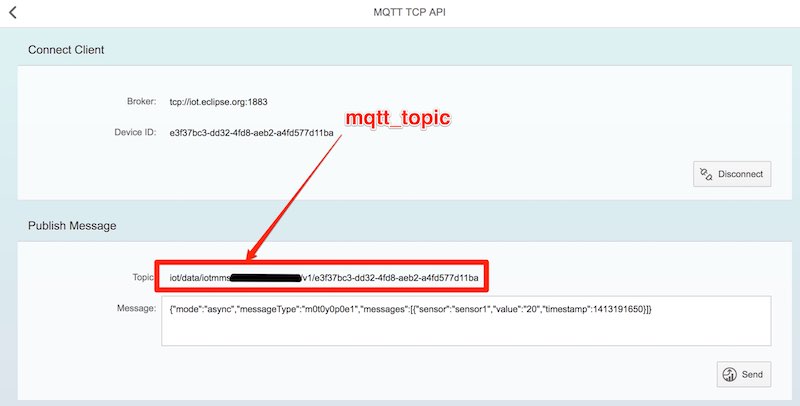 MQTT TCP API
Connect Client
Broker: tcp://iot.eclipse.org:1883
mqtt_topic
Device ID: e3f37bc3-dd32-4fd8-aeb2-a4fd577d11ba
Disconnect
Publish Message
Topic: iot/data/iotmms /v1/e3f37bc3-dd32-4fd8-aeb2-a4fd577d11ba
Message: {"mode":"async","messageType":"m0t0y0p0e1","messages":[{"sensor":"sensor1","value":"20","timestamp":1413191650}]}
Send